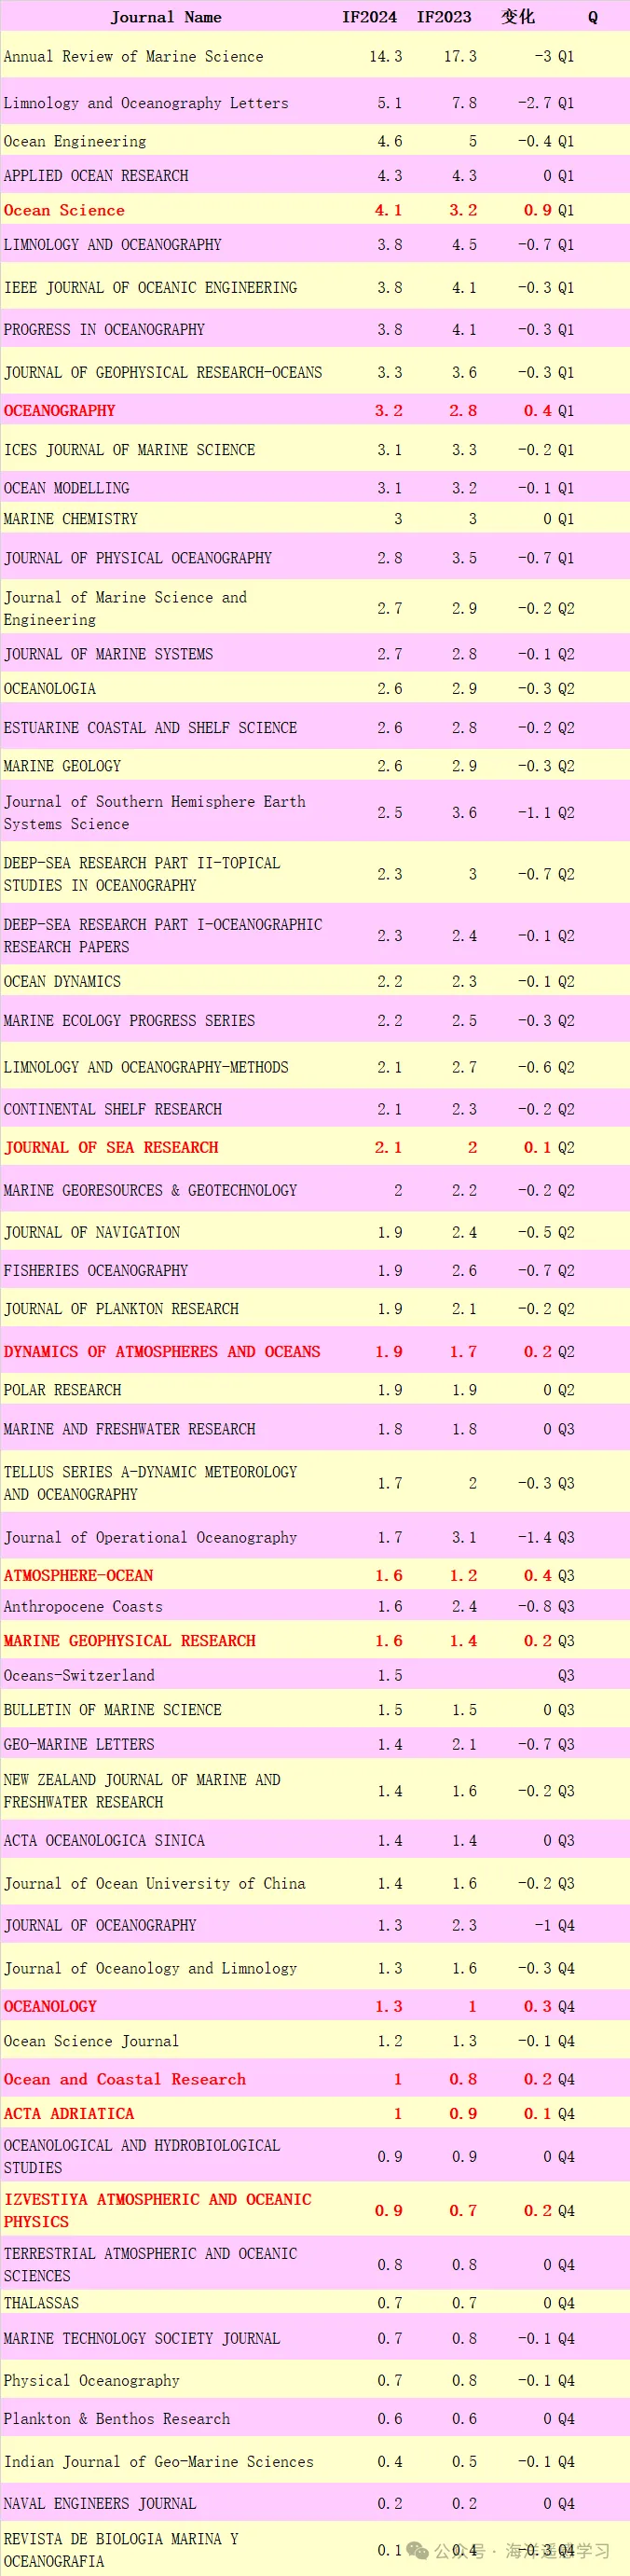 Journal Name IF2024 IF2023 变化 Q
Annual Review of Marine Science 14.3 17.3 -3 Q1
Limnology and Oceanography Letters 5.1 7.8 -2.7 Q1
Ocean Engineering 4.6 5 -0.4 Q1
APPLIED OCEAN RESEARCH 4.3 4.3 0 Q1
Ocean Science 4.1 3.2 0.9 Q1
LIMNOLOGY AND OCEANOGRAPHY 3.8 4.5 -0.7 Q1
IEEE JOURNAL OF OCEANIC ENGINEERING 3.8 4.1 -0.3 Q1
PROGRESS IN OCEANOGRAPHY 3.8 4.1 -0.3 Q1
JOURNAL OF GEOPHYSICAL RESEARCH-OCEANS 3.3 3.6 -0.3 Q1
OCEANOGRAPHY 3.2 2.8 0.4 Q1
ICES JOURNAL OF MARINE SCIENCE 3.1 3.3 -0.2 Q1
OCEAN MODELLING 3.1 3.2 -0.1 Q1
MARINE CHEMISTRY 3 3 0 Q1
JOURNAL OF PHYSICAL OCEANOGRAPHY 2.8 3.5 -0.7 Q1
Journal of Marine Science and
Engineering 2.7 2.9 -0.2 Q2
JOURNAL OF MARINE SYSTEMS 2.7 2.8 -0.1 Q2
OCEANOLOGIA 2.6 2.9 -0.3 Q2
ESTUARINE COASTAL AND SHELF SCIENCE 2.6 2.8 -0.2 Q2
MARINE GEOLOGY 2.6 2.9 -0.3 Q2
Journal of Southern Hemisphere Earth
Systems Science 2.5 3.6 -1.1 Q2
DEEP-SEA RESEARCH PART II-TOPICAL
STUDIES IN OCEANOGRAPHY 2.3 3 -0.7 Q2
DEEP-SEA RESEARCH PART I-OCEANOGRAPHIC
RESEARCH PAPERS 2.3 2.4 -0.1 Q2
OCEAN DYNAMICS 2.2 2.3 -0.1 Q2
MARINE ECOLOGY PROGRESS SERIES 2.2 2.5 -0.3 Q2
LIMNOLOGY AND OCEANOGRAPHY-METHODS 2.1 2.7 -0.6 Q2
CONTINENTAL SHELF RESEARCH 2.1 2.3 -0.2 Q2
JOURNAL OF SEA RESEARCH 2.1 2 0.1 Q2
MARINE GEORESOURCES & GEOTECHNOLOGY 2 2.2 -0.2 Q2
JOURNAL OF NAVIGATION 1.9 2.4 -0.5 Q2
FISHERIES OCEANOGRAPHY 1.9 2.6 -0.7 Q2
JOURNAL OF PLANKTON RESEARCH 1.9 2.1 -0.2 Q2
DYNAMICS OF ATMOSPHERES AND OCEANS 1.9 1.7 0.2 Q2
POLAR RESEARCH 1.9 1.9 0 Q2
MARINE AND FRESHWATER RESEARCH 1.8 1.8 0 Q3
TELLUS SERIES A-DYNAMIC METEOROLOGY
AND OCEANOGRAPHY 1.7 2 -0.3 Q3
Journal of Operational Oceanography 1.7 3.1 -1.4 Q3
ATMOSPHERE-OCEAN 1.6 1.2 0.4 Q3
Anthropocene Coasts 1.6 2.4 -0.8 Q3
MARINE GEOPHYSICAL RESEARCH 1.6 1.4 0.2 Q3
Oceans-Switzerland 1.5 Q3
BULLETIN OF MARINE SCIENCE 1.5 1.5 0 Q3
GEO-MARINE LETTERS 1.4 2.1 -0.7 Q3
NEW ZEALAND JOURNAL OF MARINE AND
FRESHWATER RESEARCH 1.4 1.6 -0.2 Q3
ACTA OCEANOLOGICA SINICA 1.4 1.4 0 Q3
Journal of Ocean University of China 1.4 1.6 -0.2 Q3
JOURNAL OF OCEANOGRAPHY 1.3 2.3 -1 Q4
Journal of Oceanology and Limnology 1.3 1.6 -0.3 Q4
OCEANOLOGY 1.3 1 0.3 Q4
Ocean Science Journal 1.2 1.3 -0.1 Q4
Ocean and Coastal Research 1 0.8 0.2 Q4
ACTA ADRIATICA 1 0.9 0.1 Q4
OCEANOLOGICAL AND HYDROBIOLOGICAL
STUDIES 0.9 0.9 0 Q4
IZVESTIYA ATMOSPHERIC AND OCEANIC
PHYSICS 0.9 0.7 0.2 Q4
TERRESTRIAL ATMOSPHERIC AND OCEANIC
SCIENCES 0.8 0.8 0 Q4
THALASSAS 0.7 0.7 0 Q4
MARINE TECHNOLOGY SOCIETY JOURNAL 0.7 0.8 -0.1 Q4
Physical Oceanography 0.7 0.8 -0.1 Q4
Plankton & Benthos Research 0.6 0.6 0 Q4
Indian Journal of Geo-Marine Sciences 0.4 0.5 -0.1 Q4
NAVAL ENGINEERS JOURNAL 0.2 0.2 0 Q4
REVISTA DE BIOLOGIA MARINA Y
OCEANOGRAFIA 0.1 0.4 -0.3 Q4
公众号 · 海洋遥感学习